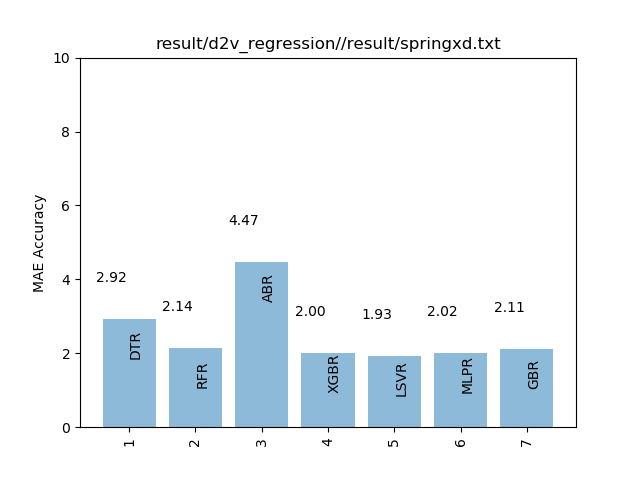 result/d2v_regression//result/springxd.txt
MAE Accuracy
10
8
6
4
2
0
2.92
2.14
4.47
2.00
1.93
2.02
2.11
DTR
RFR
ABR
XGBR
LSVR
MLPR
GBR
1
2
3
4
5
6
7